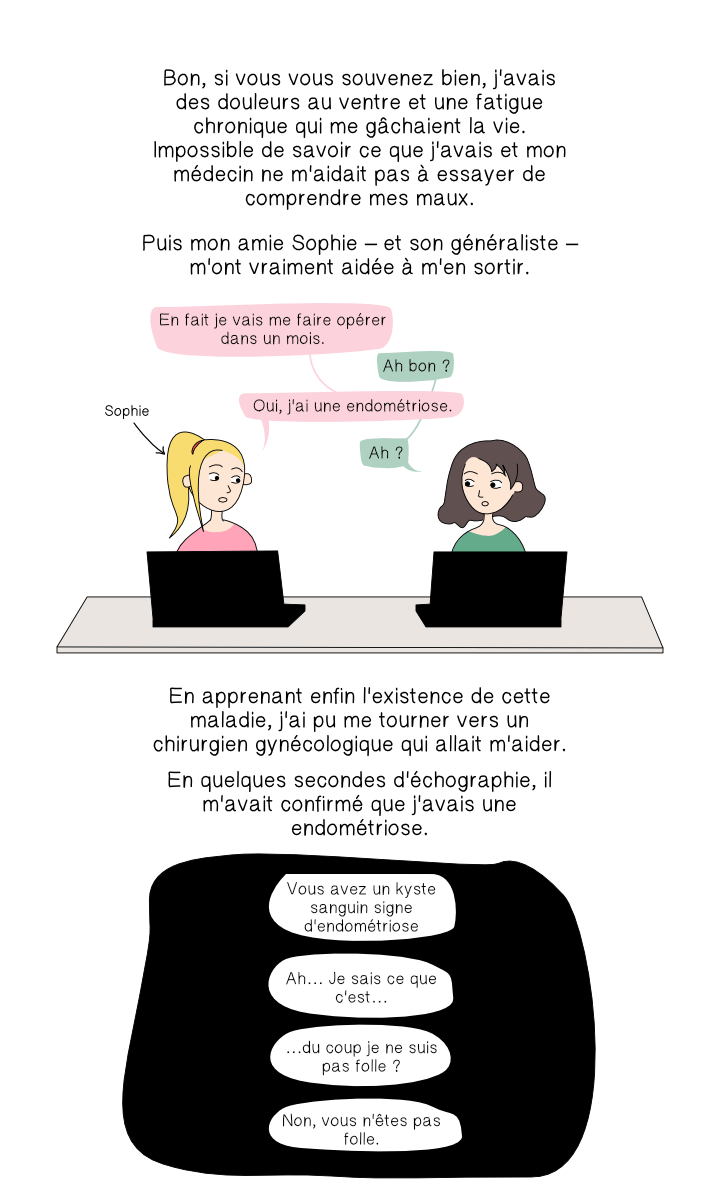 Bon, si vous vous souvenez bien, j'avais
des douleurs au ventre et une fatigue
chronique qui me gâchaient la vie.
Impossible de savoir ce que j'avais et mon
médecin ne m'aidait pas à essayer de
comprendre mes maux.
Puis mon amie Sophie – et son généraliste –
m'ont vraiment aidée à m'en sortir.
En fait je vais me faire opérer
dans un mois.
Ah bon ?
Oui, j'ai une endométriose.
Sophie
Ah ?
En apprenant enfin l'existence de cette
maladie, j'ai pu me tourner vers un
chirurgien gynécologique qui allait m'aider.
En quelques secondes d'échographie, il
m'avait confirmé que j'avais une
endométriose.
Vous avez un kyste
sanguin signe
d'endométriose
Ah... Je sais ce que
c'est...
...du coup je ne suis
pas folle ?
Non, vous n'êtes pas
folle.